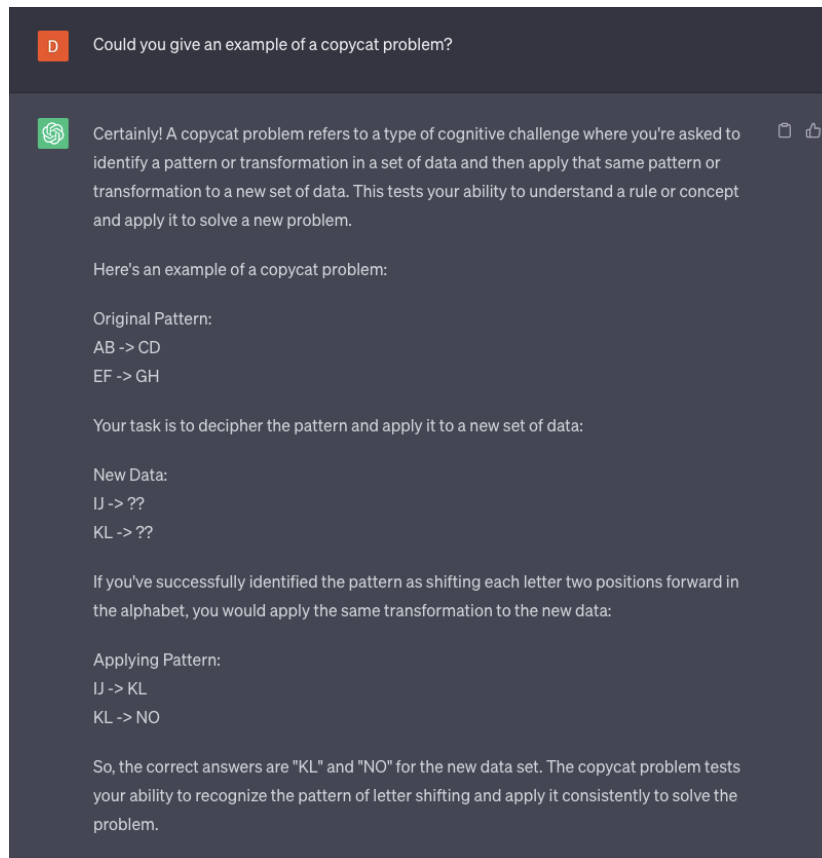 D
Could you give an example of a copycat problem?
Certainly! A copycat problem refers to a type of cognitive challenge where you're asked to
identify a pattern or transformation in a set of data and then apply that same pattern or
transformation to a new set of data. This tests your ability to understand a rule or concept
and apply it to solve a new problem.
Here's an example of a copycat problem:
Original Pattern:
AB -> CD
EF -> GH
Your task is to decipher the pattern and apply it to a new set of data:
New Data:
IJ -> ??
KL -> ??
If you've successfully identified the pattern as shifting each letter two positions forward in
the alphabet, you would apply the same transformation to the new data:
Applying Pattern:
IJ -> KL
KL -> NO
So, the correct answers are "KL" and "NO" for the new data set. The copycat problem tests
your ability to recognize the pattern of letter shifting and apply it consistently to solve the
problem.